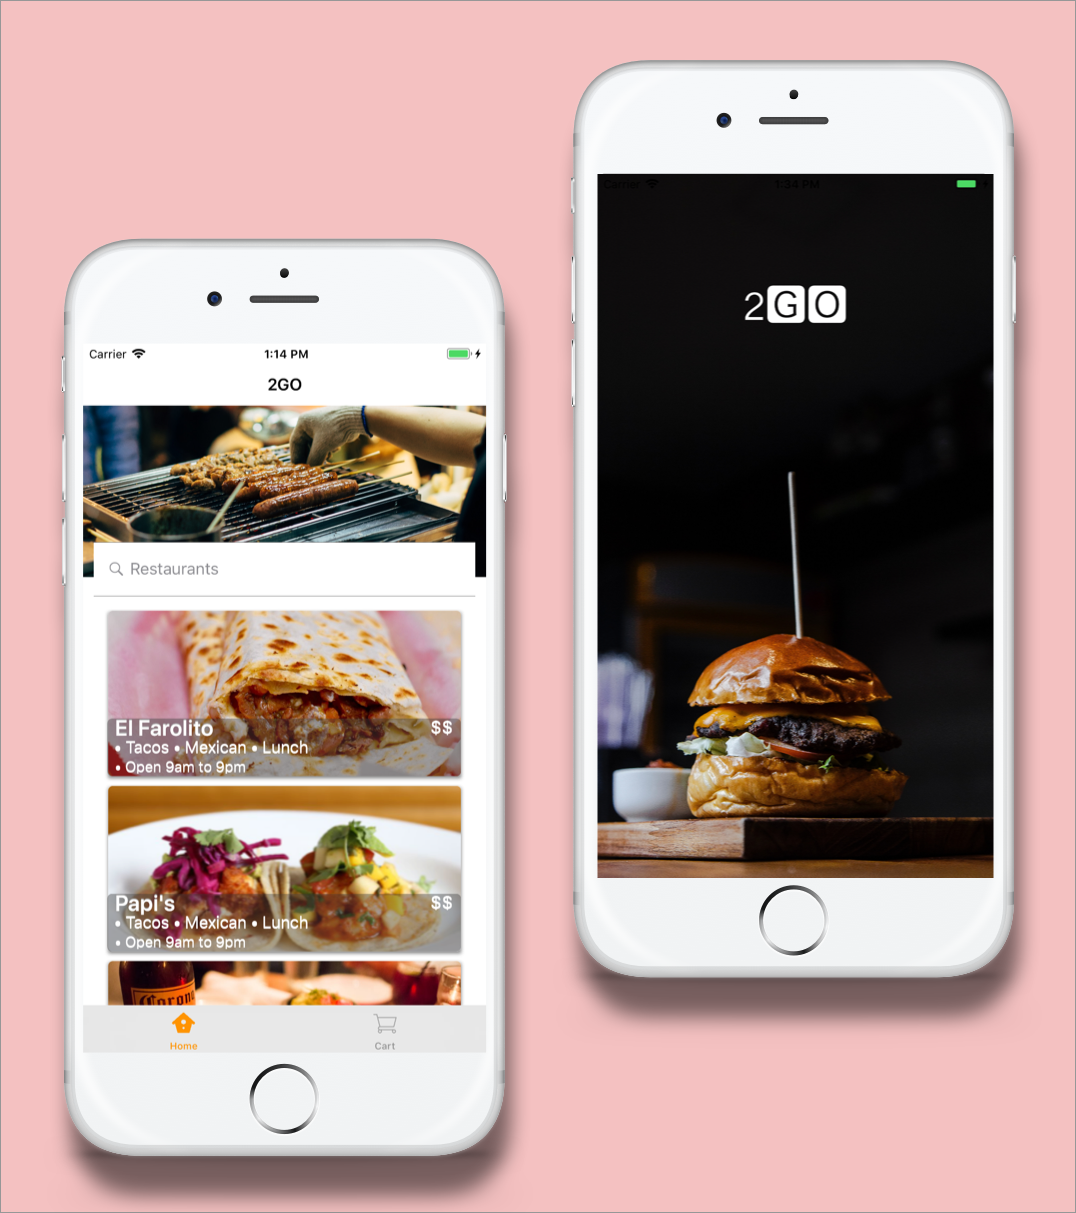 Carrier
1:14 PM
2GO
Restaurants
El Farolito
$$
• Tacos • Mexican • Lunch
• Open 9am to 9pm
Papi's
$$
• Tacos • Mexican • Lunch
• Open 9am to 9pm
Corona
Home
Cart
Carrier
1:34 PM
2GO